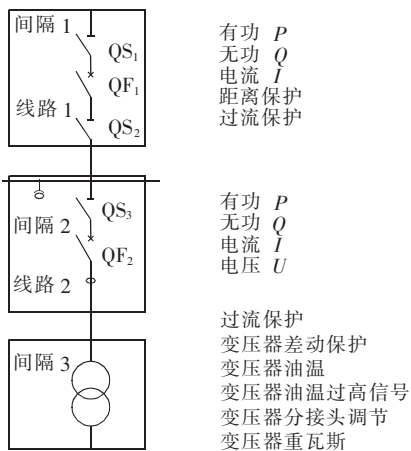 间隔 1
QS₁
QF₁
线路 1
QS₂
有功 P
无功 Q
电流 I
距离保护
过流保护
间隔 2
QS₃
QF₂
线路 2
有功 P
无功 Q
电流 I
电压 U
间隔 3
过流保护
变压器差动保护
变压器油温
变压器油温过高信号
变压器分接头调节
变压器重瓦斯